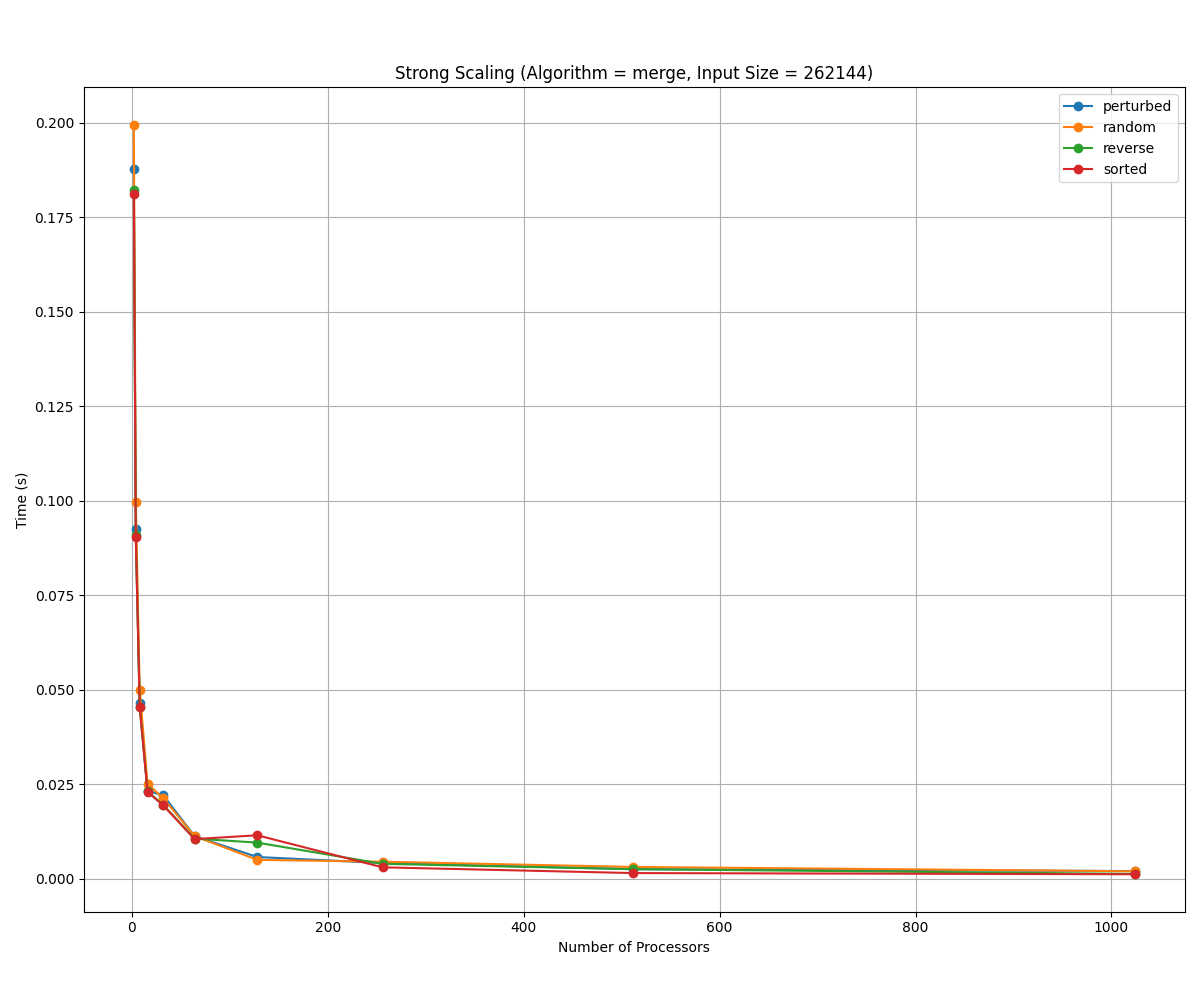 Strong Scaling (Algorithm = merge, Input Size = 262144)
perturbed
random
reverse
sorted
0.200
0.175
0.150
0.125
0.100
0.075
0.050
0.025
0.000
Time (s)
0 200 400 600 800 1000
Number of Processors